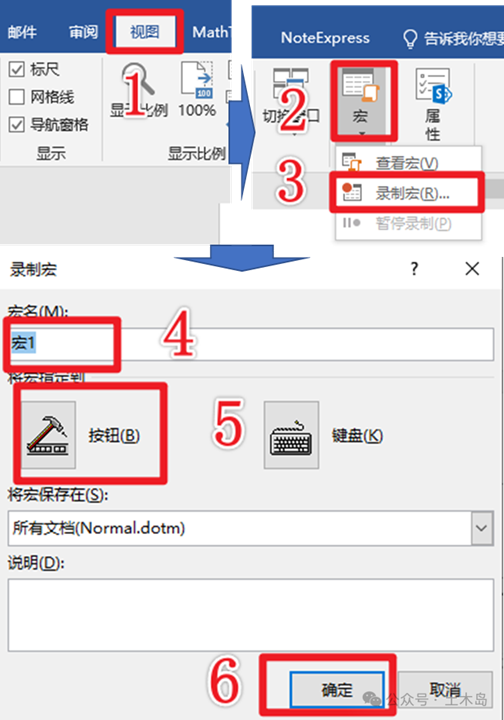 邮件 审阅 视图 MathT
标尺
网格线
导航窗格
显示
显示比例 100%
显示比例
1
NoteExpress 告诉我你想要
切换窗口 宏 属性
2
查看宏(V)
3
录制宏(R)...
暂停录制(P)
录制宏 ? ×
宏名(M):
宏1
4
将宏指定到
按钮(B) 键盘(K)
5
将宏保存在(S):
所有文档(Normal.dotm)
说明(D):
6
确定 取消
公众号·土木岛